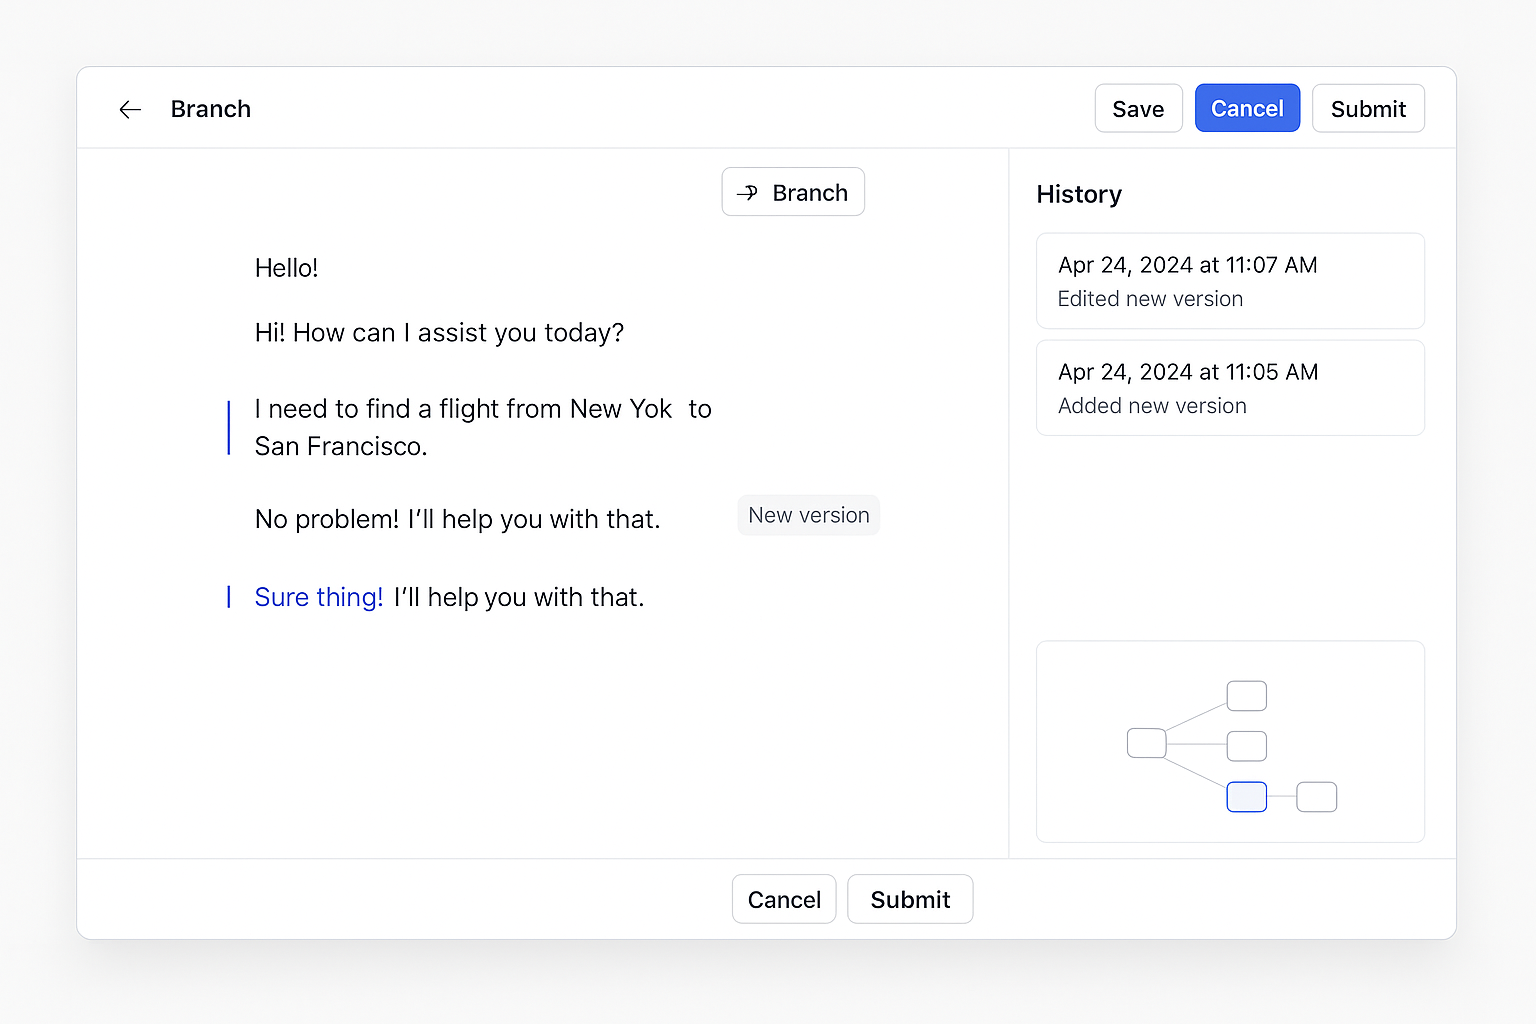 Branch
Save
Cancel
Submit
Branch
Hello!
Hi! How can I assist you today?
I need to find a flight from New Yok to
San Francisco.
No problem! I’ll help you with that.
New version
Sure thing! I’ll help you with that.
History
Apr 24, 2024 at 11:07 AM
Edited new version
Apr 24, 2024 at 11:05 AM
Added new version
Cancel
Submit